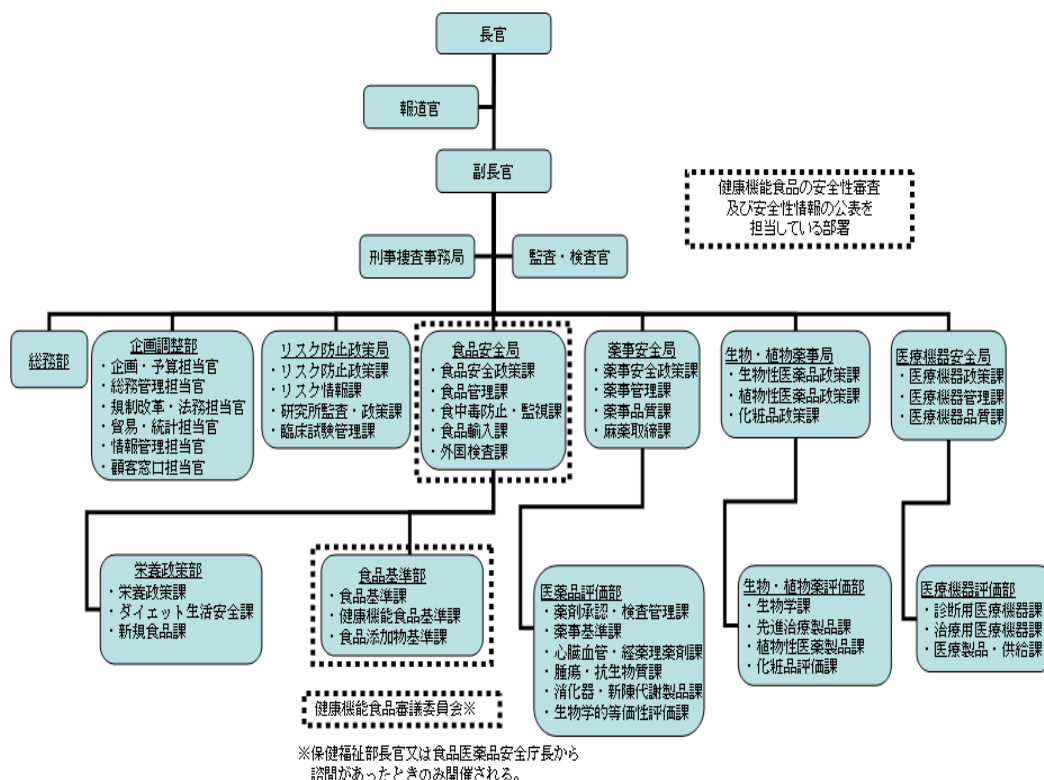 長官
報道官
副長官
健康機能食品の安全性審査
及び安全性情報の公表を
担当している部署
刑事捜査事務局
監査・検査官
総務部
企画調整部
・企画・予算担当官
・総務管理担当官
・規制改革・法務担当官
・貿易・統計担当官
・情報管理担当官
・顧客窓口担当官
リスク防止政策局
・リスク防止政策課
・リスク情報課
・研究所監査・政策課
・臨床試験管理課
食品安全局
・食品安全政策課
・食品管理課
・食中毒防止・監視課
・食品輸入課
・外国検査課
薬事安全局
・薬事安全政策課
・薬事管理課
・薬事品質課
・麻薬取締課
生物・植物薬事局
・生物性医薬品政策課
・植物性医薬品政策課
・化粧品政策課
医療機器安全局
・医療機器政策課
・医療機器管理課
・医療機器品質課
栄養政策部
・栄養政策課
・ダイエット生活安全課
・新規食品課
食品基準部
・食品基準課
・健康機能食品基準課
・食品添加物基準課
医薬品評価部
・薬剤承認・検査管理課
・薬事基準課
・心臓血管・経薬理薬剤課
・腫瘍・抗生物質課
・消化器・新陳代謝製品課
・生物学的等価性評価課
生物・植物薬評価部
・生物学課
・先進治療製品課
・植物性医薬製品課
・化粧品評価課
医療機器評価部
・診断用医療機器課
・治療用医療機器課
・医療製品・供給課
健康機能食品審議委員会※
※保健福祉部長官又は食品医薬品安全庁長から
諮問があったときのみ開催される。